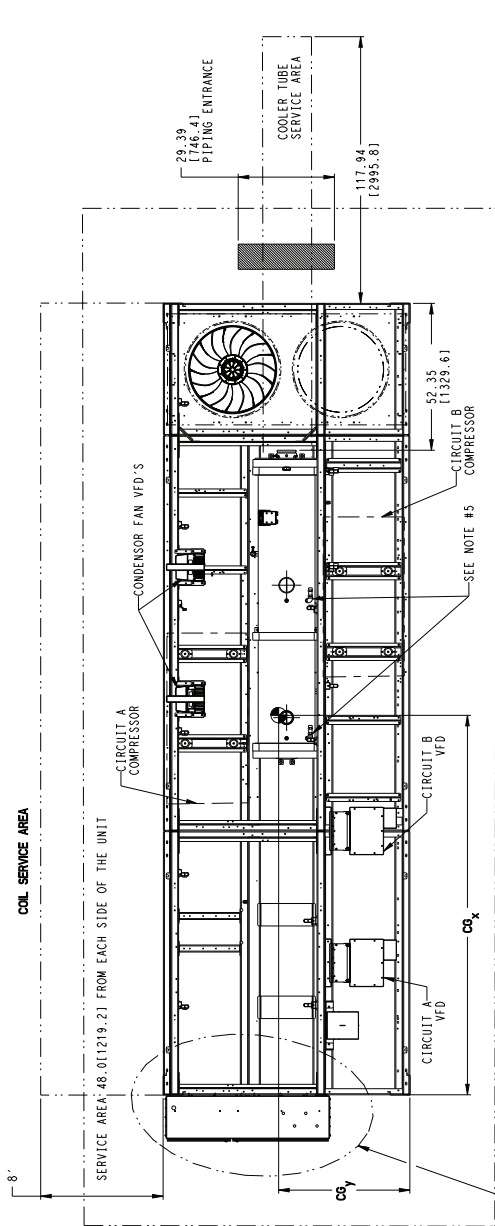 8'
COIL SERVICE AREA
SERVICE AREA 48.0[1219.2] FROM EACH SIDE OF THE UNIT
29.39
[746.4]
PIPING ENTRANCE
COOLER TUBE
SERVICE AREA
117.94
[2995.8]
52.35
[1329.6]
CONDENSOR FAN VFD'S
CIRCUIT A
COMPRESSOR
CIRCUIT B
COMPRESSOR
SEE NOTE #5
CIRCUIT B
VFD
CIRCUIT A
VFD
CGx
CGy